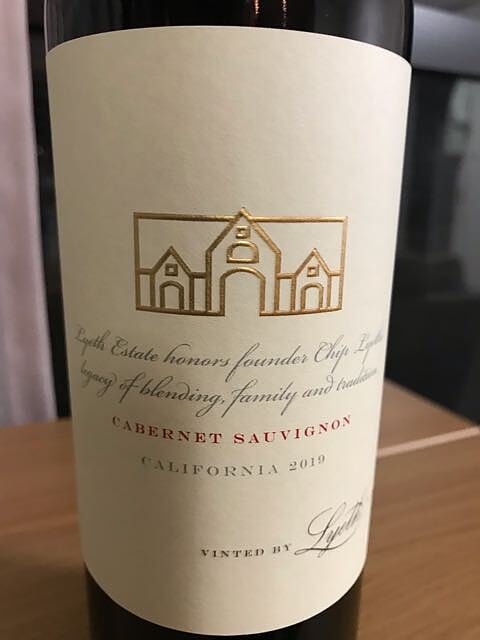 Lyeth Estate honors founder Chip Lyeth's
legacy of blending, family and tradition
CABERNET SAUVIGNON
CALIFORNIA 2019
VINTED BY Lyeth